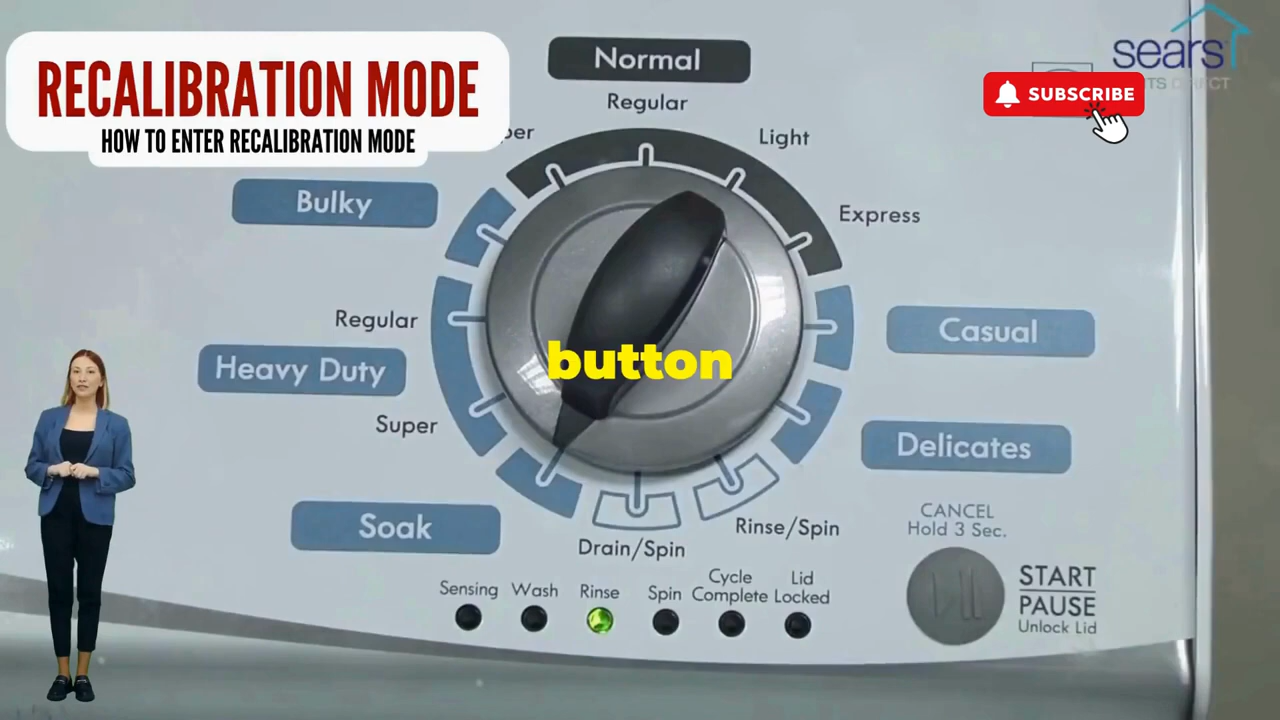 RECALIBRATION MODE
HOW TO ENTER RECALIBRATION MODE
sears
DIRECT
SUBSCRIBE
Normal
Regular
Light
Express
Bulky
Regular
Heavy Duty
Super
Casual
Delicates
button
Soak
Drain/Spin
Rinse/Spin
CANCEL
Hold 3 Sec.
Sensing
Wash
Rinse
Spin
Cycle
Complete
Lid
Locked
START
PAUSE
Unlock Lid